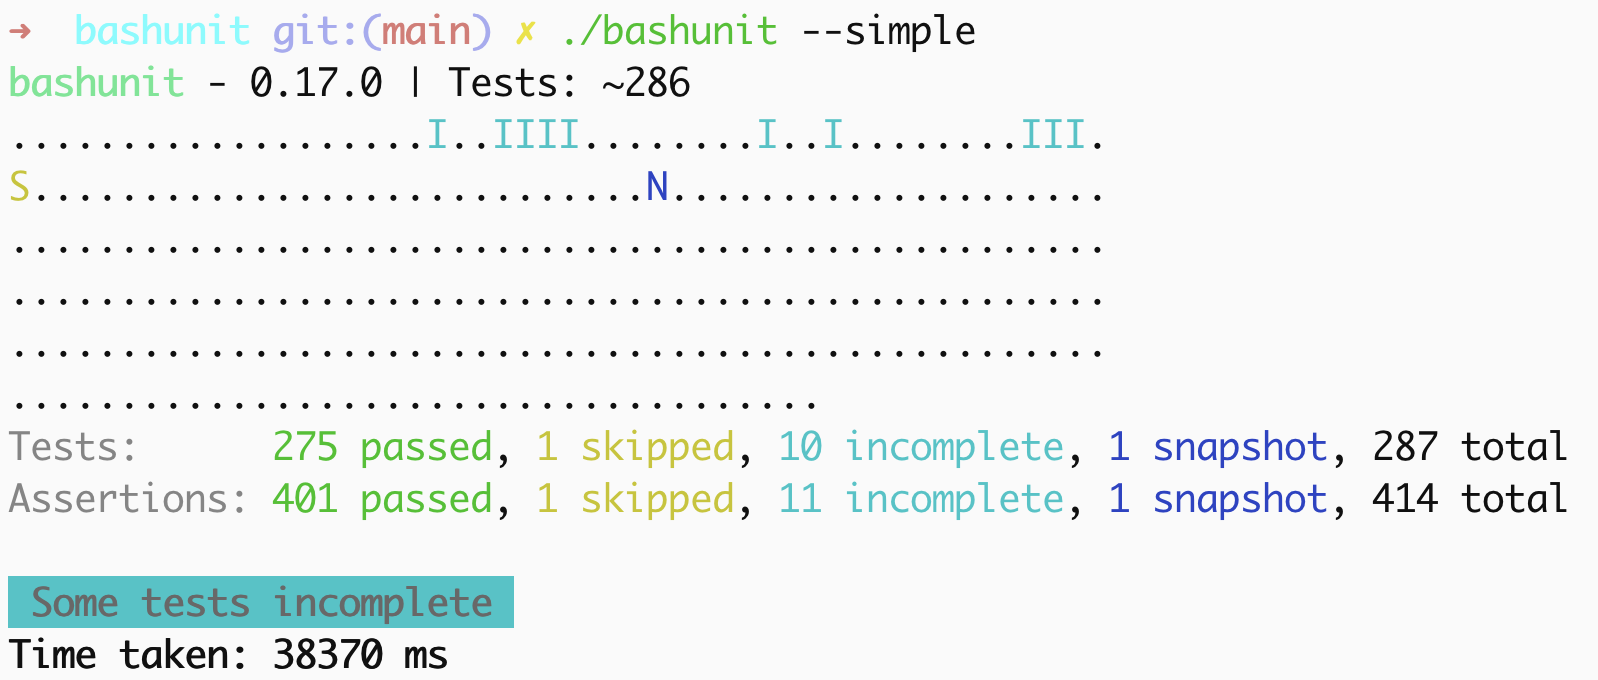 ➜  bashunit git:(main) ✗ ./bashunit --simple
bashunit - 0.17.0 | Tests: ~286
...................I..IIII........I..I........III.
S............................N....................
..................................................
..................................................
..................................................
.....................................
Tests:      275 passed, 1 skipped, 10 incomplete, 1 snapshot, 287 total
Assertions: 401 passed, 1 skipped, 11 incomplete, 1 snapshot, 414 total
Some tests incomplete
Time taken: 38370 ms